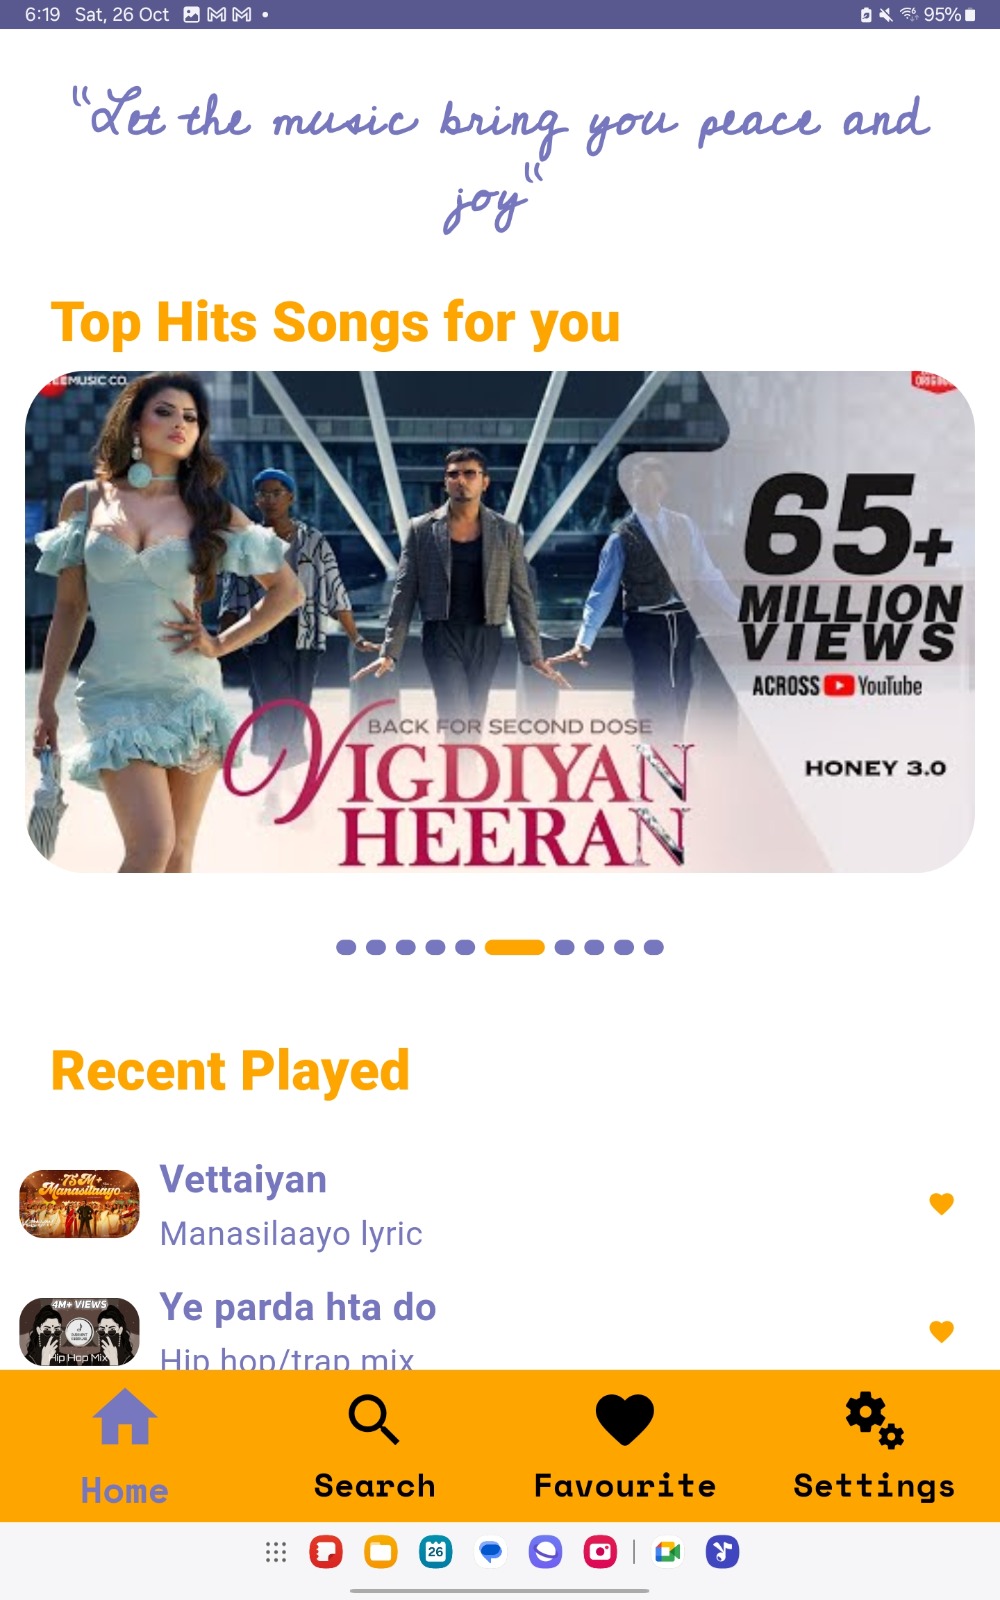 6:19 Sat, 26 Oct
95%
"Let the music bring you peace and
joy"
Top Hits Songs for you
MUSIC CO.
65+
MILLION
VIEWS
ACROSS YouTube
HONEY 3.0
BACK FOR SECOND DOSE
VIGDIYAN
HEERAN
Recent Played
75M+
Manasilaayo
Vettaiyan
Manasilaayo lyric
4M+ VIEWS
Hip Hop Mix
Ye parda hta do
Hip hop/trap mix
Home
Search
Favourite
Settings
26